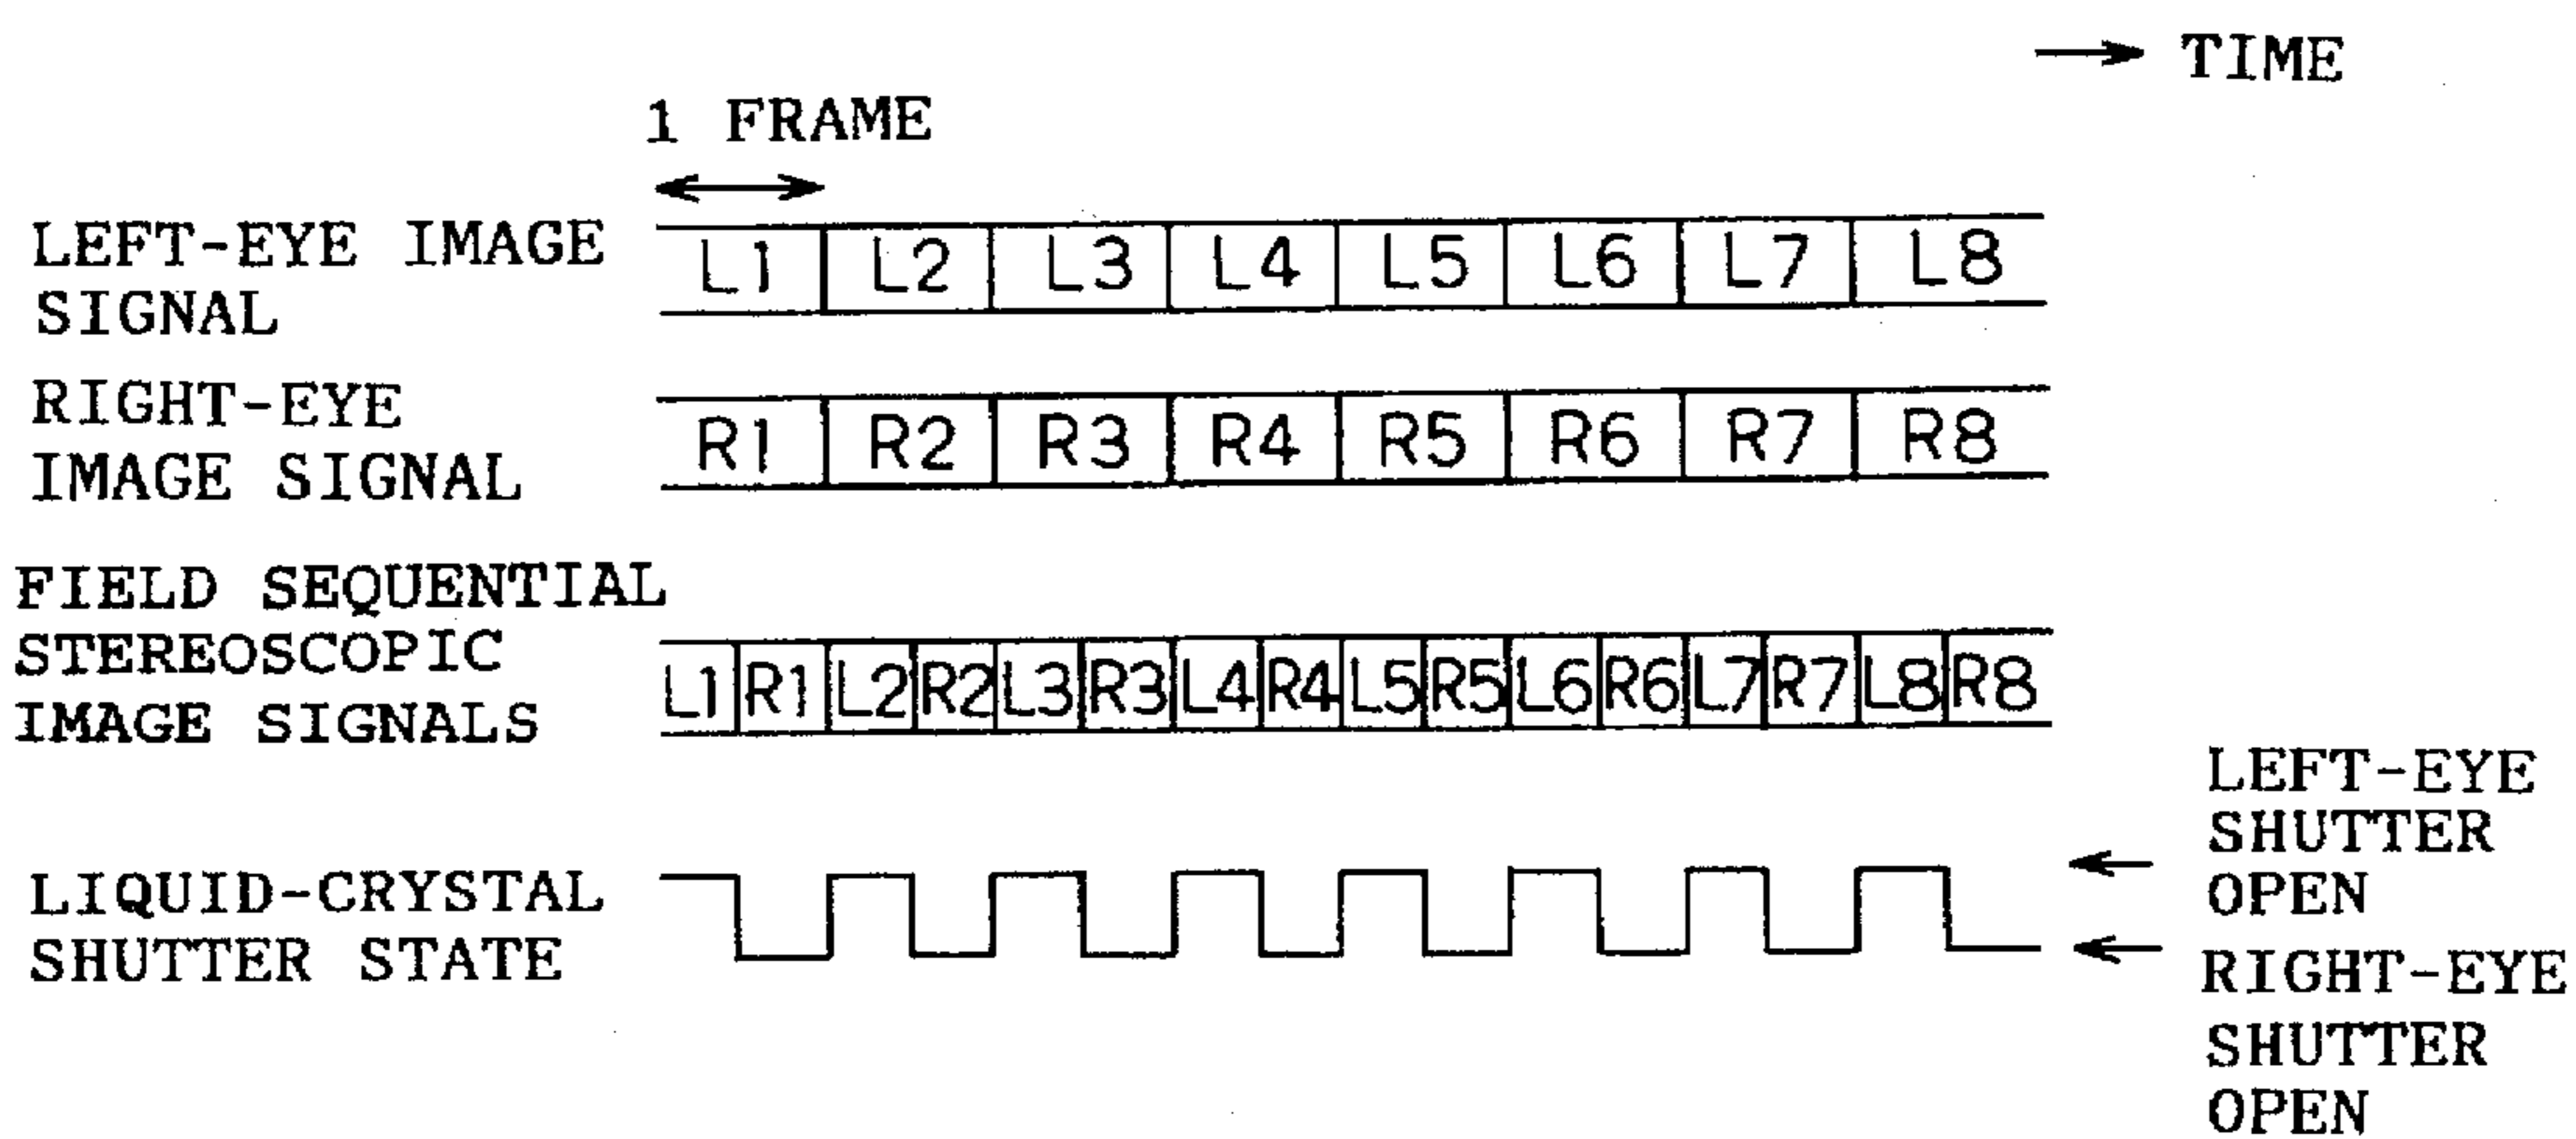 → TIME
1 FRAME
LEFT-EYE IMAGE
SIGNAL
L1 L2 L3 L4 L5 L6 L7 L8
RIGHT-EYE
IMAGE SIGNAL
R1 R2 R3 R4 R5 R6 R7 R8
FIELD SEQUENTIAL
STEREOSCOPIC
IMAGE SIGNALS
L1 R1 L2 R2 L3 R3 L4 R4 L5 R5 L6 R6 L7 R7 L8 R8
LIQUID-CRYSTAL
SHUTTER STATE
LEFT-EYE
SHUTTER
OPEN
RIGHT-EYE
SHUTTER
OPEN